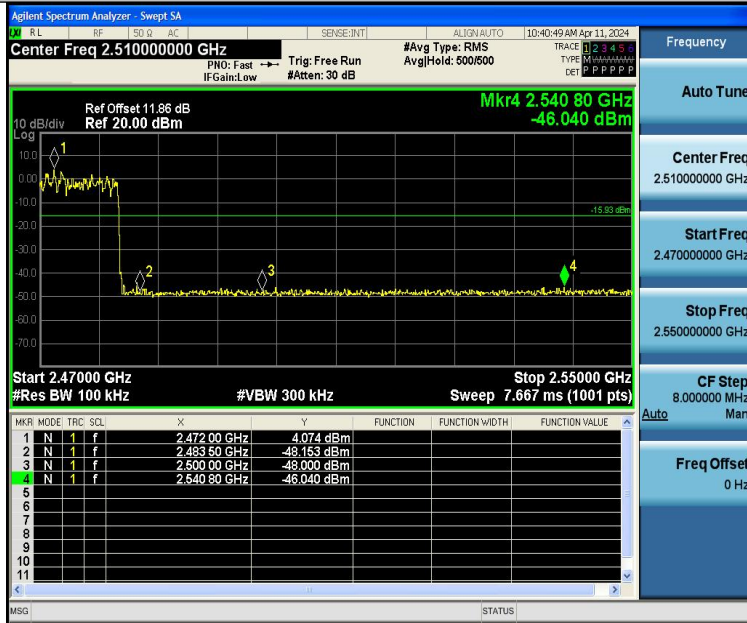 Agilent Spectrum Analyzer - Swept SA
LXI RL RF 50 Ω AC SENSE:INT ALIGN AUTO 10:40:49 AM Apr 11, 2024
Center Freq 2.510000000 GHz
PNO: Fast
IFGain:Low
Trig: Free Run
#Atten: 30 dB
#Avg Type: RMS
Avg|Hold: 500/500
TRACE 1 2 3 4 5 6
TYPE M W W W W W
DET P P P P P P
Ref Offset 11.86 dB
10 dB/div Ref 20.00 dBm
Log
Mkr4 2.540 80 GHz
-46.040 dBm
10.0
0.00
-10.0
-20.0
-30.0
-40.0
-50.0
-60.0
-70.0
1
2
3
4
-15.93 dBm
Start 2.47000 GHz Stop 2.55000 GHz
#Res BW 100 kHz #VBW 300 kHz Sweep 7.667 ms (1001 pts)
MKR MODE TRC SCL X Y FUNCTION FUNCTION WIDTH FUNCTION VALUE
1 N 1 f 2.472 00 GHz 4.074 dBm
2 N 1 f 2.483 50 GHz -48.153 dBm
3 N 1 f 2.500 00 GHz -48.000 dBm
4 N 1 f 2.540 80 GHz -46.040 dBm
5
6
7
8
9
10
11
MSG STATUS
Frequency
Auto Tune
Center Freq
2.510000000 GHz
Start Freq
2.470000000 GHz
Stop Freq
2.550000000 GHz
CF Step
8.000000 MHz
Auto Man
Freq Offset
0 Hz